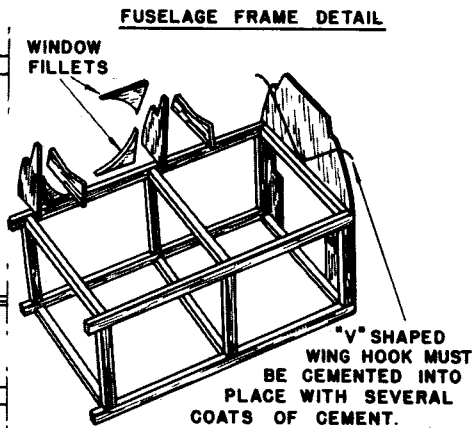 FUSELAGE FRAME DETAIL
WINDOW
FILLETS
"V" SHAPED
WING HOOK MUST
BE CEMENTED INTO
PLACE WITH SEVERAL
COATS OF CEMENT.